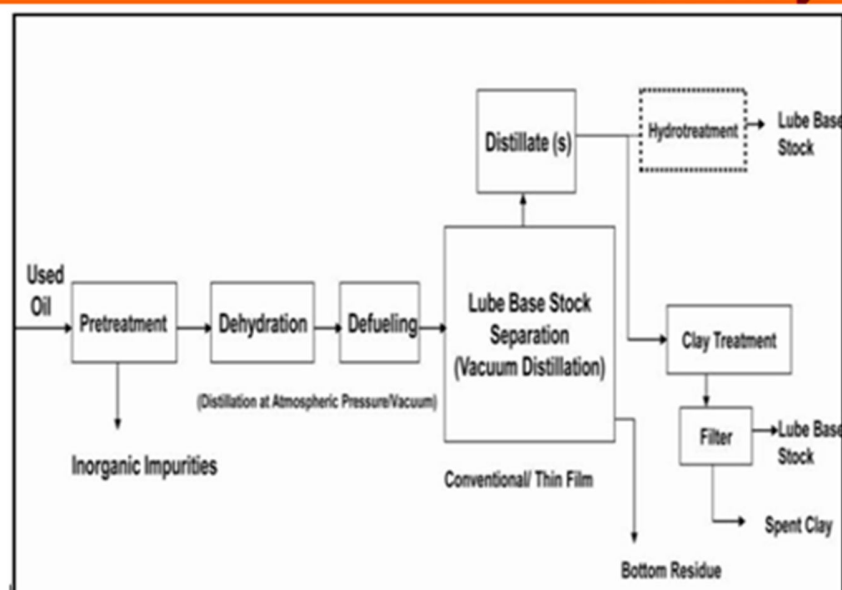 Distillate (s)
Hydrotreatment
Lube Base
Stock
Used
Oil
Pretreatment
Dehydration
Defueling
Lube Base Stock
Separation
(Vacuum Distillation)
Clay Treatment
(Distillation at Atmospheric Pressure/Vacuum)
Filter
Lube Base
Stock
Inorganic Impurities
Conventional/ Thin Film
Spent Clay
Bottom Residue